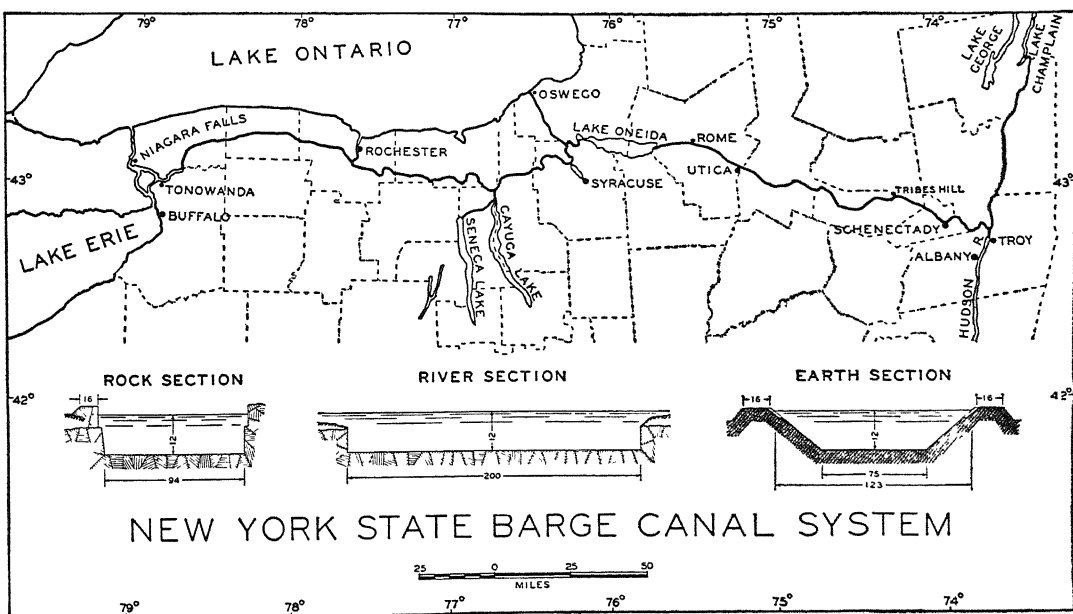 79° 78° 77° 76° 75° 74°
LAKE ONTARIO
LAKE GEORGE
LAKE CHAMPLAIN
OSWEGO
NIAGARA FALLS
ROCHESTER
LAKE ONEIDA
ROME
43°
TONOWANDA
SYRACUSE
UTICA
TRIBES HILL
43°
BUFFALO
SCHENECTADY
TROY
LAKE ERIE
SENECA LAKE
CAYUGA LAKE
ALBANY
HUDSON R.
42°
ROCK SECTION
RIVER SECTION
EARTH SECTION
42°
16
16
16
12
12
12
94
200
75
123
NEW YORK STATE BARGE CANAL SYSTEM
25 0 25 50
MILES
79° 78° 77° 76° 75° 74°